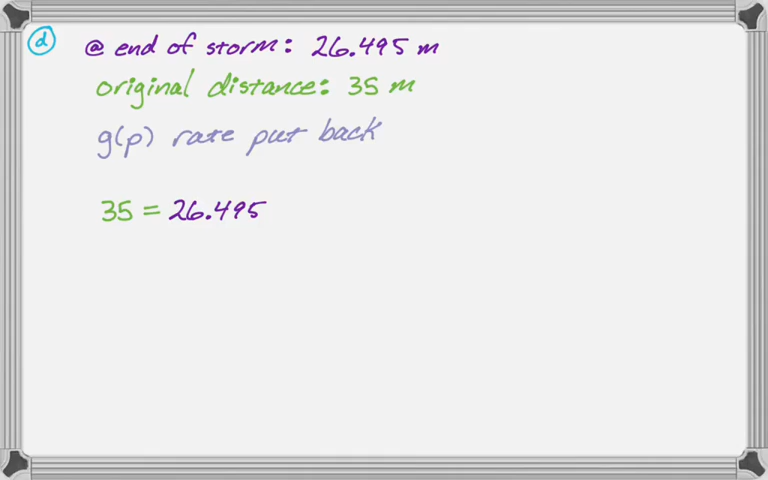 d @ end of storm: 26.495 m
original distance: 35 m
g(p) rate put back
35 = 26.495